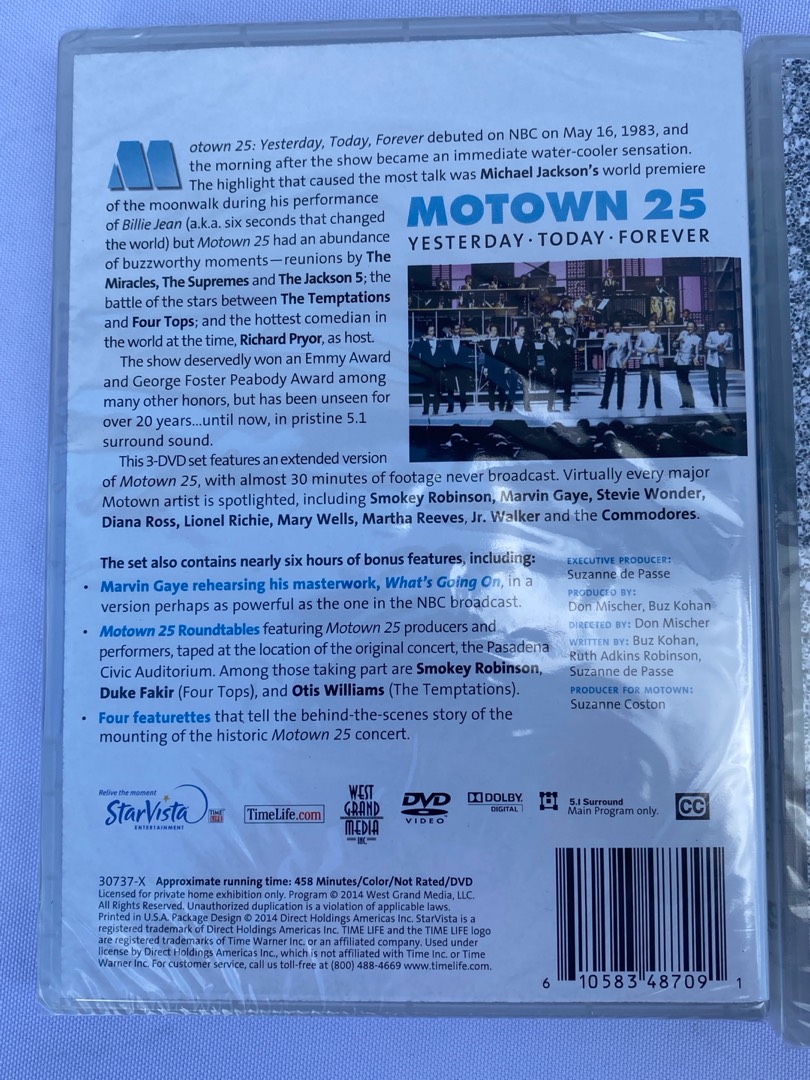 otown 25: Yesterday, Today, Forever debuted on NBC on May 16, 1983, and
the morning after the show became an immediate water-cooler sensation.
The highlight that caused the most talk was Michael Jackson's world premiere
of the moonwalk during his performance
of Billie Jean (a.k.a. six seconds that changed
the world) but Motown 25 had an abundance
of buzzworthy moments—reunions by The
Miracles, The Supremes and The Jackson 5; the
battle of the stars between The Temptations
and Four Tops; and the hottest comedian in
the world at the time, Richard Pryor, as host.
The show deservedly won an Emmy Award
and George Foster Peabody Award among
many other honors, but has been unseen for
over 20 years...until now, in pristine 5.1
surround sound.
MOTOWN 25
YESTERDAY · TODAY · FOREVER
This 3-DVD set features an extended version
of Motown 25, with almost 30 minutes of footage never broadcast. Virtually every major
Motown artist is spotlighted, including Smokey Robinson, Marvin Gaye, Stevie Wonder,
Diana Ross, Lionel Richie, Mary Wells, Martha Reeves, Jr. Walker and the Commodores.
The set also contains nearly six hours of bonus features, including:
· Marvin Gaye rehearsing his masterwork, What's Going On, in a
version perhaps as powerful as the one in the NBC broadcast.
· Motown 25 Roundtables featuring Motown 25 producers and
performers, taped at the location of the original concert, the Pasadena
Civic Auditorium. Among those taking part are Smokey Robinson,
Duke Fakir (Four Tops), and Otis Williams (The Temptations).
· Four featurettes that tell the behind-the-scenes story of the
mounting of the historic Motown 25 concert.
EXECUTIVE PRODUCER:
Suzanne de Passe
PRODUCED BY:
Don Mischer, Buz Kohan
DIRECTED BY: Don Mischer
WRITTEN BY: Buz Kohan,
Ruth Adkins Robinson,
Suzanne de Passe
PRODUCER FOR MOTOWN:
Suzanne Coston
Relive the moment
StarVista
ENTERTAINMENT
TIME
LIFE
TimeLife.com
WEST
GRAND
MEDIA
INC
DVD
VIDEO
DOLBY
DIGITAL
5.1 Surround
Main Program only.
CC
30737-X Approximate running time: 458 Minutes/Color/Not Rated/DVD
Licensed for private home exhibition only. Program © 2014 West Grand Media, LLC.
All Rights Reserved. Unauthorized duplication is a violation of applicable laws.
Printed in U.S.A. Package Design © 2014 Direct Holdings Americas Inc. StarVista is a
registered trademark of Direct Holdings Americas Inc. TIME LIFE and the TIME LIFE logo
are registered trademarks of Time Warner Inc. or an affiliated company. Used under
license by Direct Holdings Americas Inc., which is not affiliated with Time Inc. or Time
Warner Inc. For customer service, call us toll-free at (800) 488-4669 www.timelife.com.
6 10583 48709 1